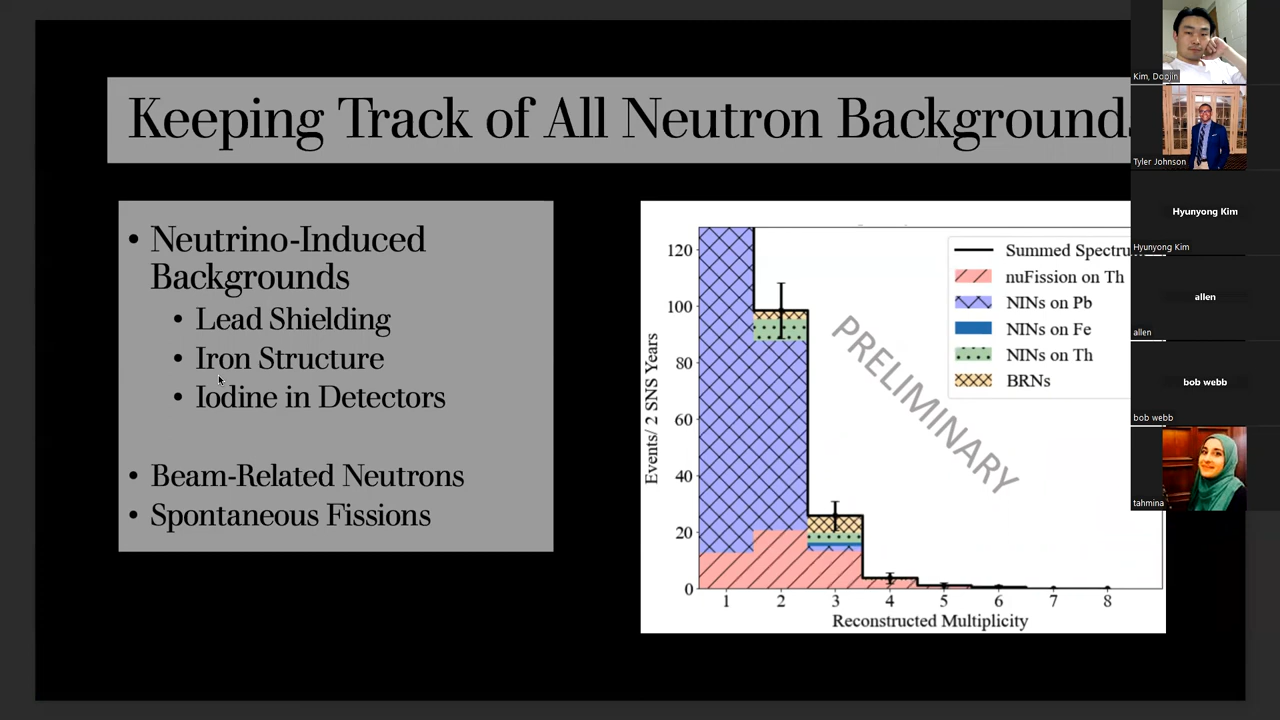 Keeping Track of All Neutron Background
• Neutrino-Induced
Backgrounds
• Lead Shielding
• Iron Structure
• Iodine in Detectors
• Beam-Related Neutrons
• Spontaneous Fissions
120
100
80
60
40
20
0
Events/ 2 SNS Years
1 2 3 4 5 6 7 8
Reconstructed Multiplicity
Summed Spectru
nuFission on Th
NINs on Pb
NINs on Fe
NINs on Th
BRNs
PRELIMINARY
Kim, Doojin
Tyler Johnson
Hyunyong Kim
Hyunyong Kim
allen
allen
bob webb
bob webb
tahmina